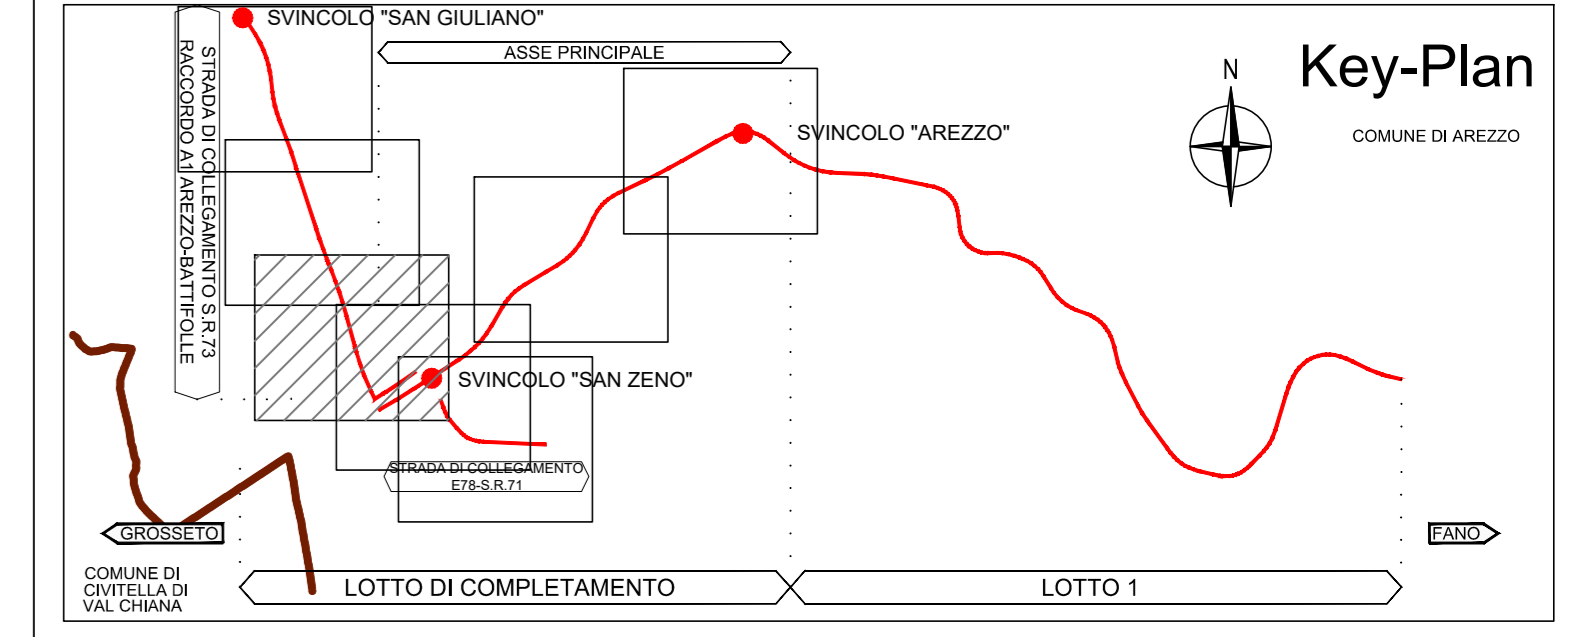 SVINCOLO "SAN GIULIANO"
Key-Plan
ASSE PRINCIPALE
N
SVINCOLO "AREZZO"
COMUNE DI AREZZO
STRADA DI COLLEGAMENTO S.R.73
RACCORDO A1 AREZZO-BATTIFOLLE
SVINCOLO "SAN ZENO"
STRADA DI COLLEGAMENTO
E78-S.R.71
GROSSETO
FANO
COMUNE DI
CIVITELLA DI
VAL CHIANA
LOTTO DI COMPLETAMENTO
LOTTO 1